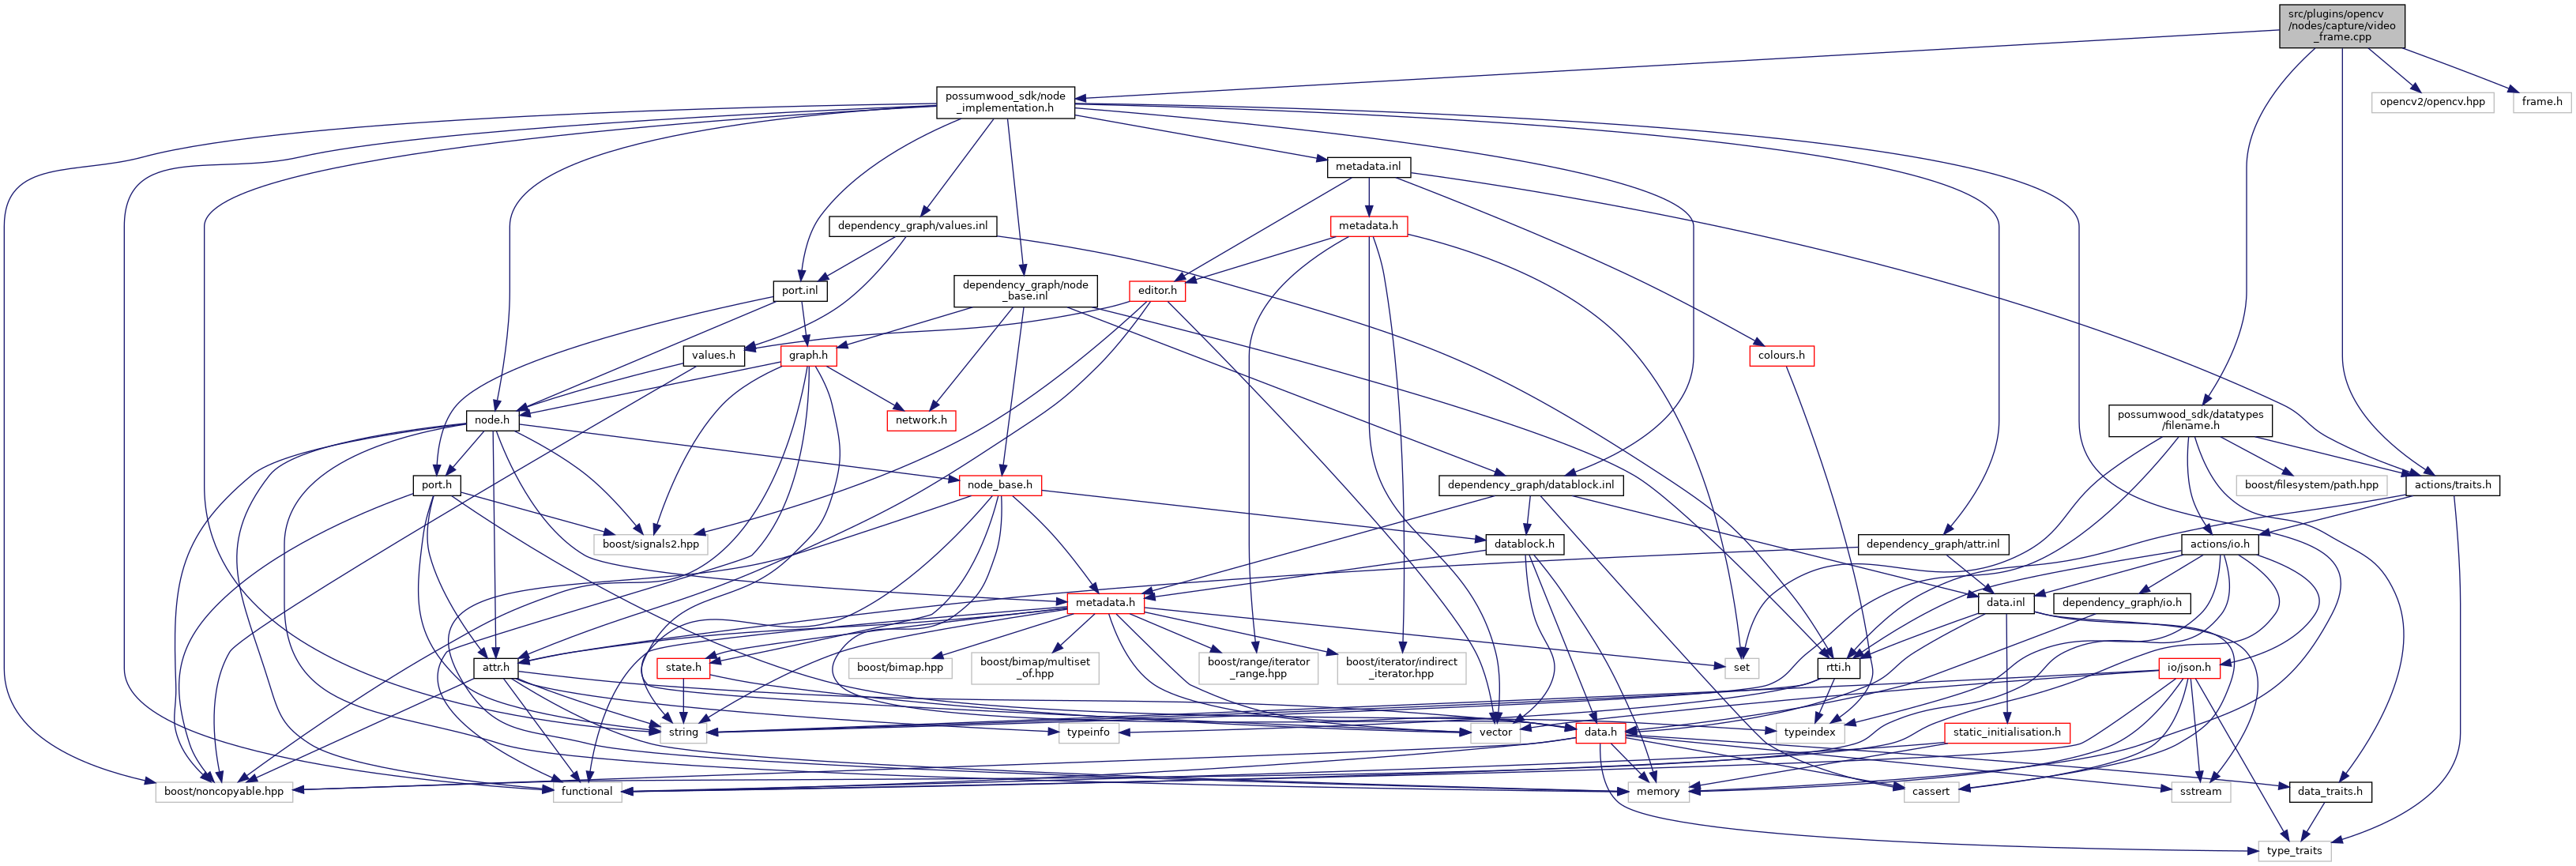 src/plugins/opencv
/nodes/capture/video
_frame.cpp
possumwood_sdk/node
_implementation.h
opencv2/opencv.hpp
frame.h
metadata.inl
dependency_graph/values.inl
metadata.h
port.inl
dependency_graph/node
_base.inl
editor.h
values.h
graph.h
colours.h
node.h
network.h
possumwood_sdk/datatypes
/filename.h
port.h
node_base.h
dependency_graph/datablock.inl
boost/filesystem/path.hpp
actions/traits.h
boost/signals2.hpp
datablock.h
dependency_graph/attr.inl
actions/io.h
metadata.h
data.inl
dependency_graph/io.h
attr.h
state.h
boost/bimap.hpp
boost/bimap/multiset
_of.hpp
boost/range/iterator
_range.hpp
boost/iterator/indirect
_iterator.hpp
set
rtti.h
io/json.h
string
typeinfo
vector
data.h
typeindex
static_initialisation.h
boost/noncopyable.hpp
functional
memory
cassert
sstream
data_traits.h
type_traits